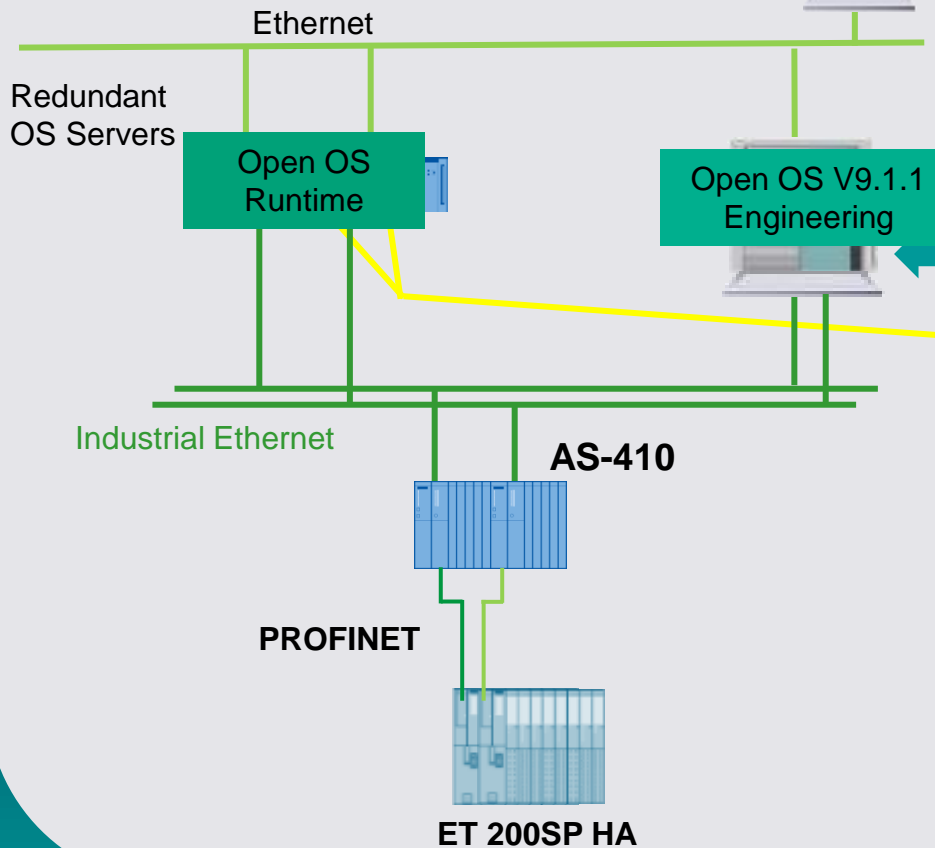 Ethernet
Redundant
OS Servers
Open OS
Runtime
Open OS V9.1.1
Engineering
Industrial Ethernet
AS-410
PROFINET
ET 200SP HA